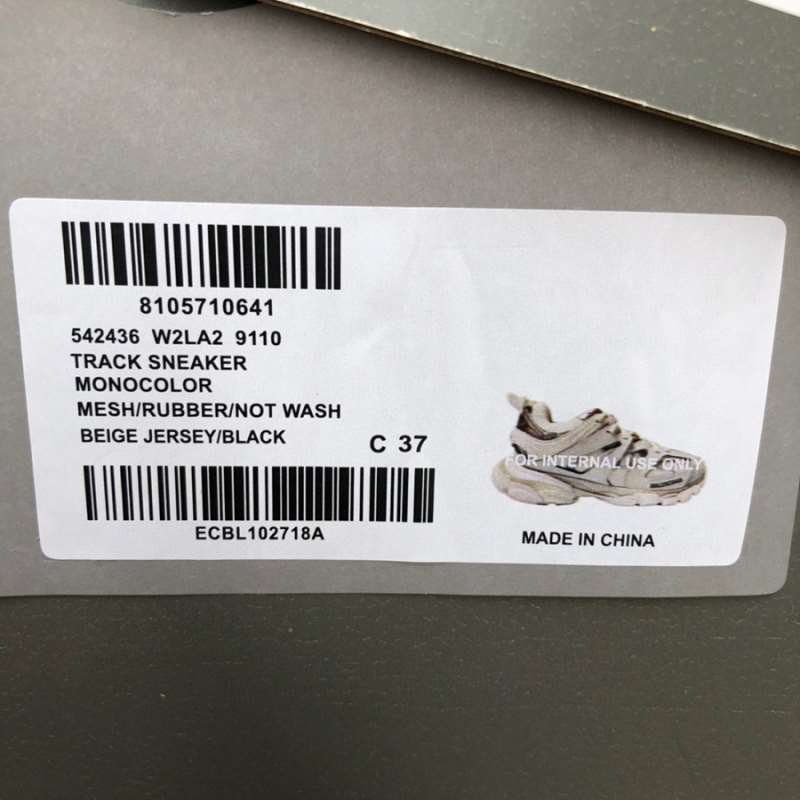 8105710641
542436 W2LA2 9110
TRACK SNEAKER
MONOCOLOR
MESH/RUBBER/NOT WASH
BEIGE JERSEY/BLACK
C 37
ECBL102718A
FOR INTERNAL USE ONLY
MADE IN CHINA